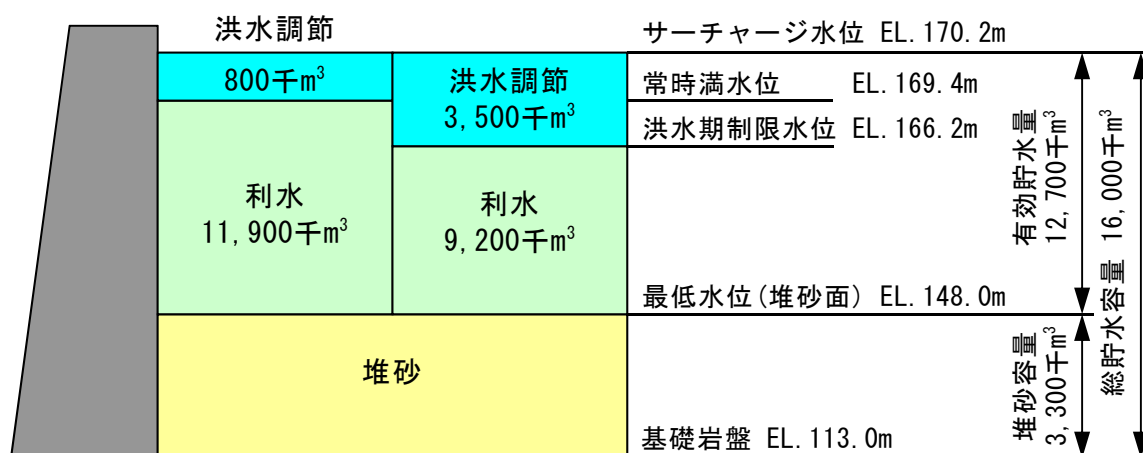 洪水調節
サーチャージ水位 EL.170.2m
800千m³
洪水調節
3,500千m³
常時満水位 EL.169.4m
洪水期制限水位 EL.166.2m
利水
11,900千m³
利水
9,200千m³
最低水位(堆砂面) EL.148.0m
堆砂
基礎岩盤 EL.113.0m
有効貯水量
12,700千m³
堆砂容量
3,300千m³
総貯水容量 16,000千m³